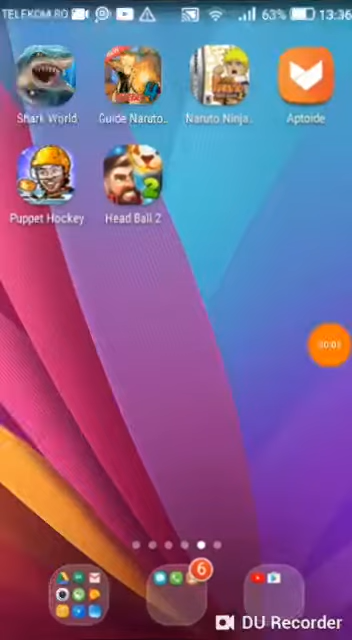 TELEKOM.RO 63% 13:36
Shark World Guide Naruto.. Naruto Ninja.. Aptoide
Puppet Hockey Head Ball 2
00:03
6
DU Recorder